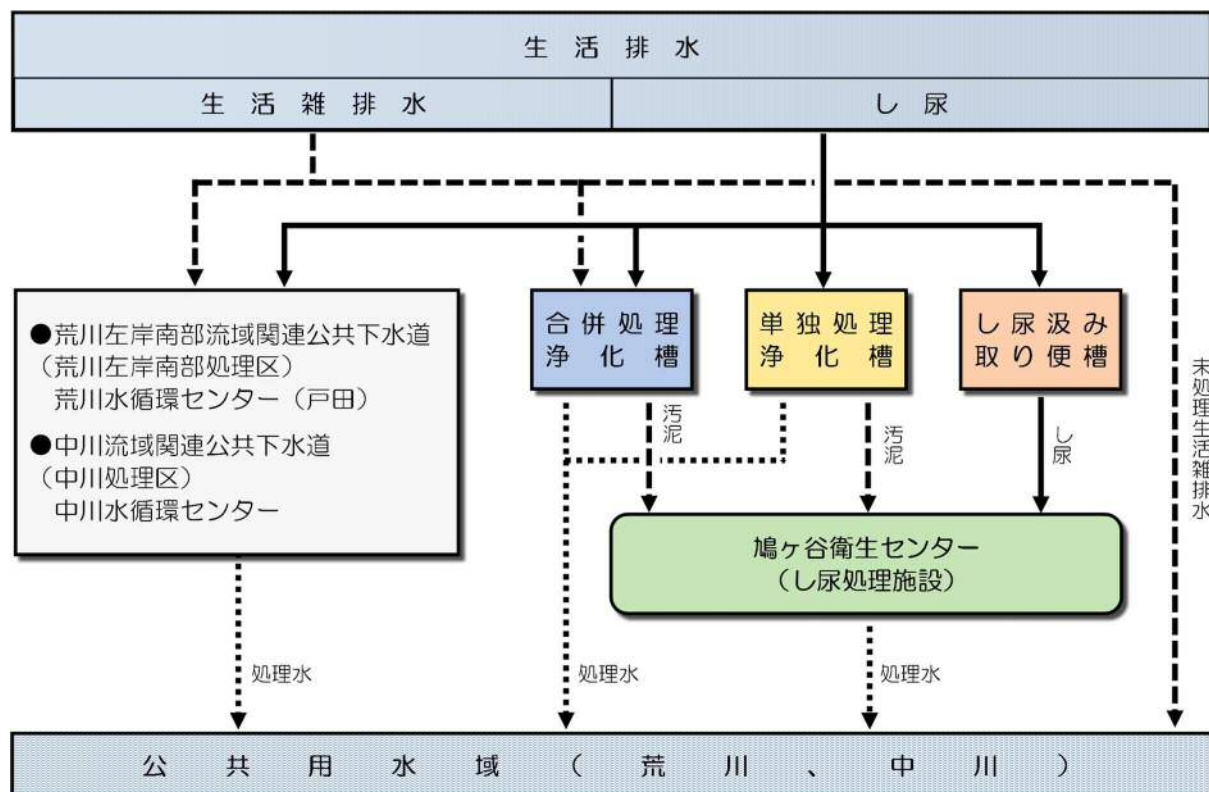 生活排水
生活雑排水
し尿
●荒川左岸南部流域関連公共下水道
(荒川左岸南部処理区)
荒川水循環センター(戸田)
●中川流域関連公共下水道
(中川処理区)
中川水循環センター
合併処理
浄化槽
単独処理
浄化槽
し尿汲み
取り便槽
汚泥
汚泥
し尿
未処理生活雑排水
鳩ヶ谷衛生センター
(し尿処理施設)
処理水
処理水
処理水
公共用水域(荒川、中川)